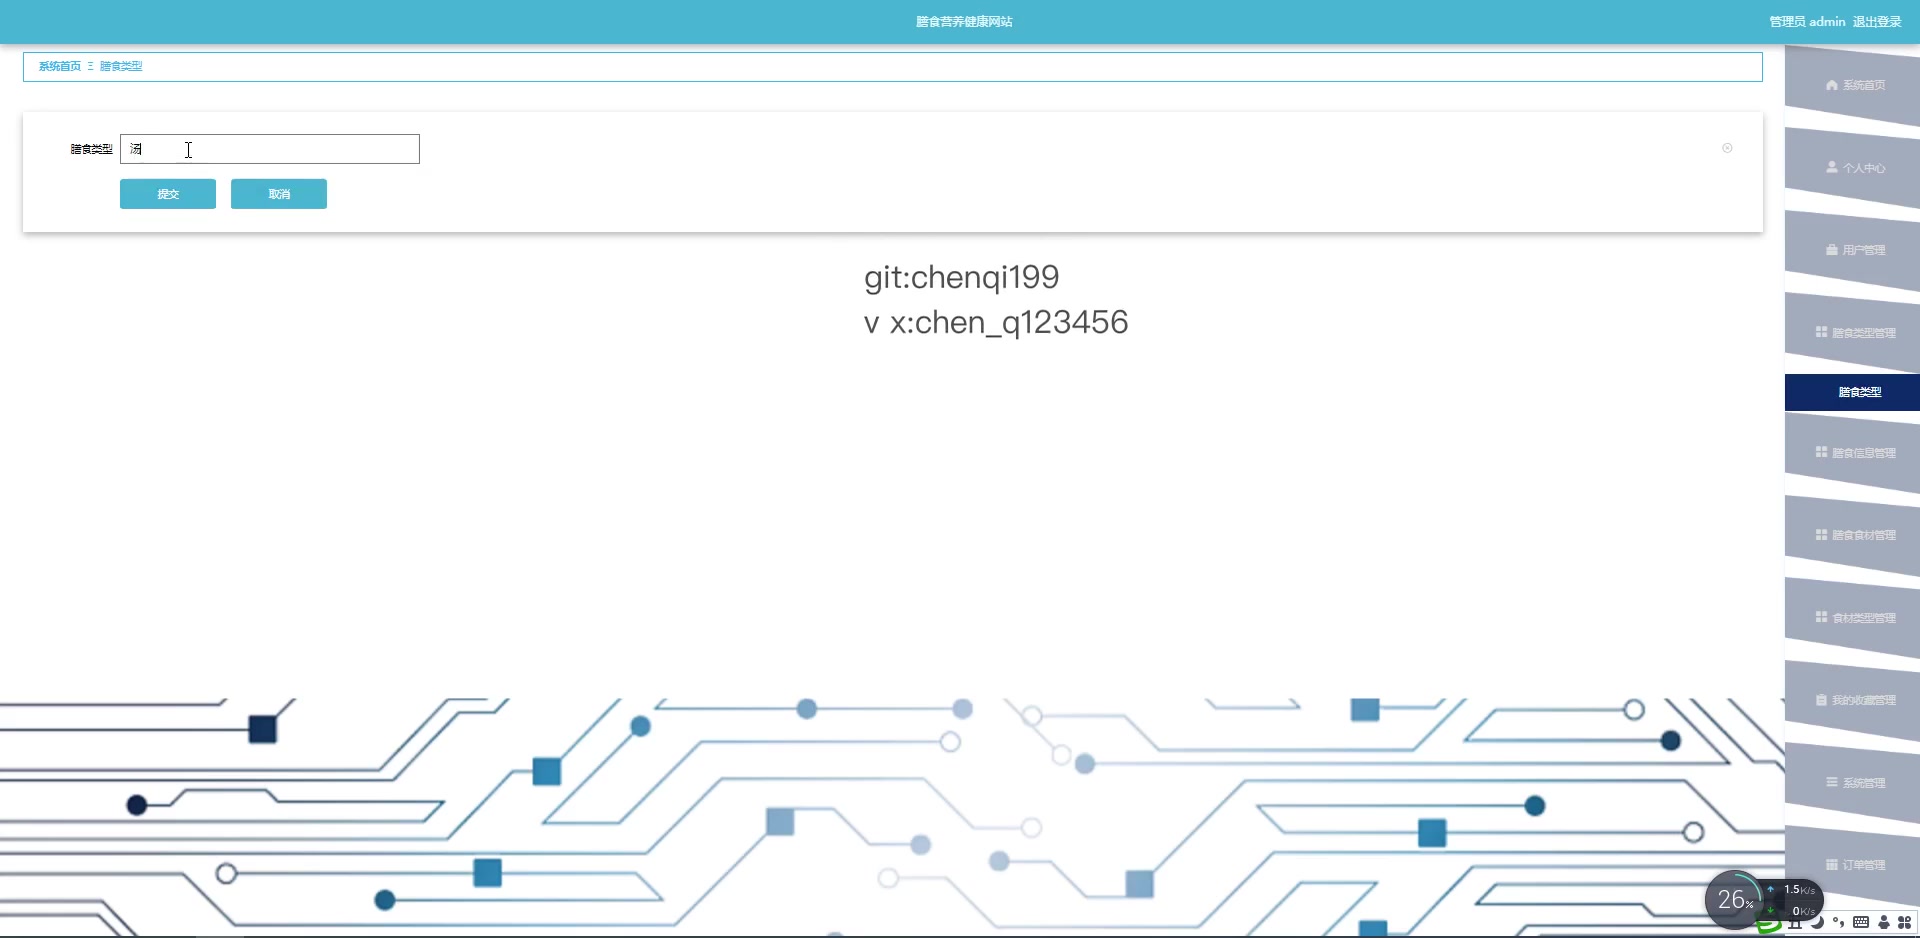 膳食营养健康网站
管理员 admin 退出登录
系统首页 Ξ 膳食类型
膳食类型 汤
提交 取消
git:chenqi199
v x:chen_q123456
系统首页
个人中心
用户管理
膳食类型管理
膳食类型
膳食信息管理
膳食食材管理
食材类型管理
我的收藏管理
系统管理
订单管理
26%
1.5K/s
0K/s